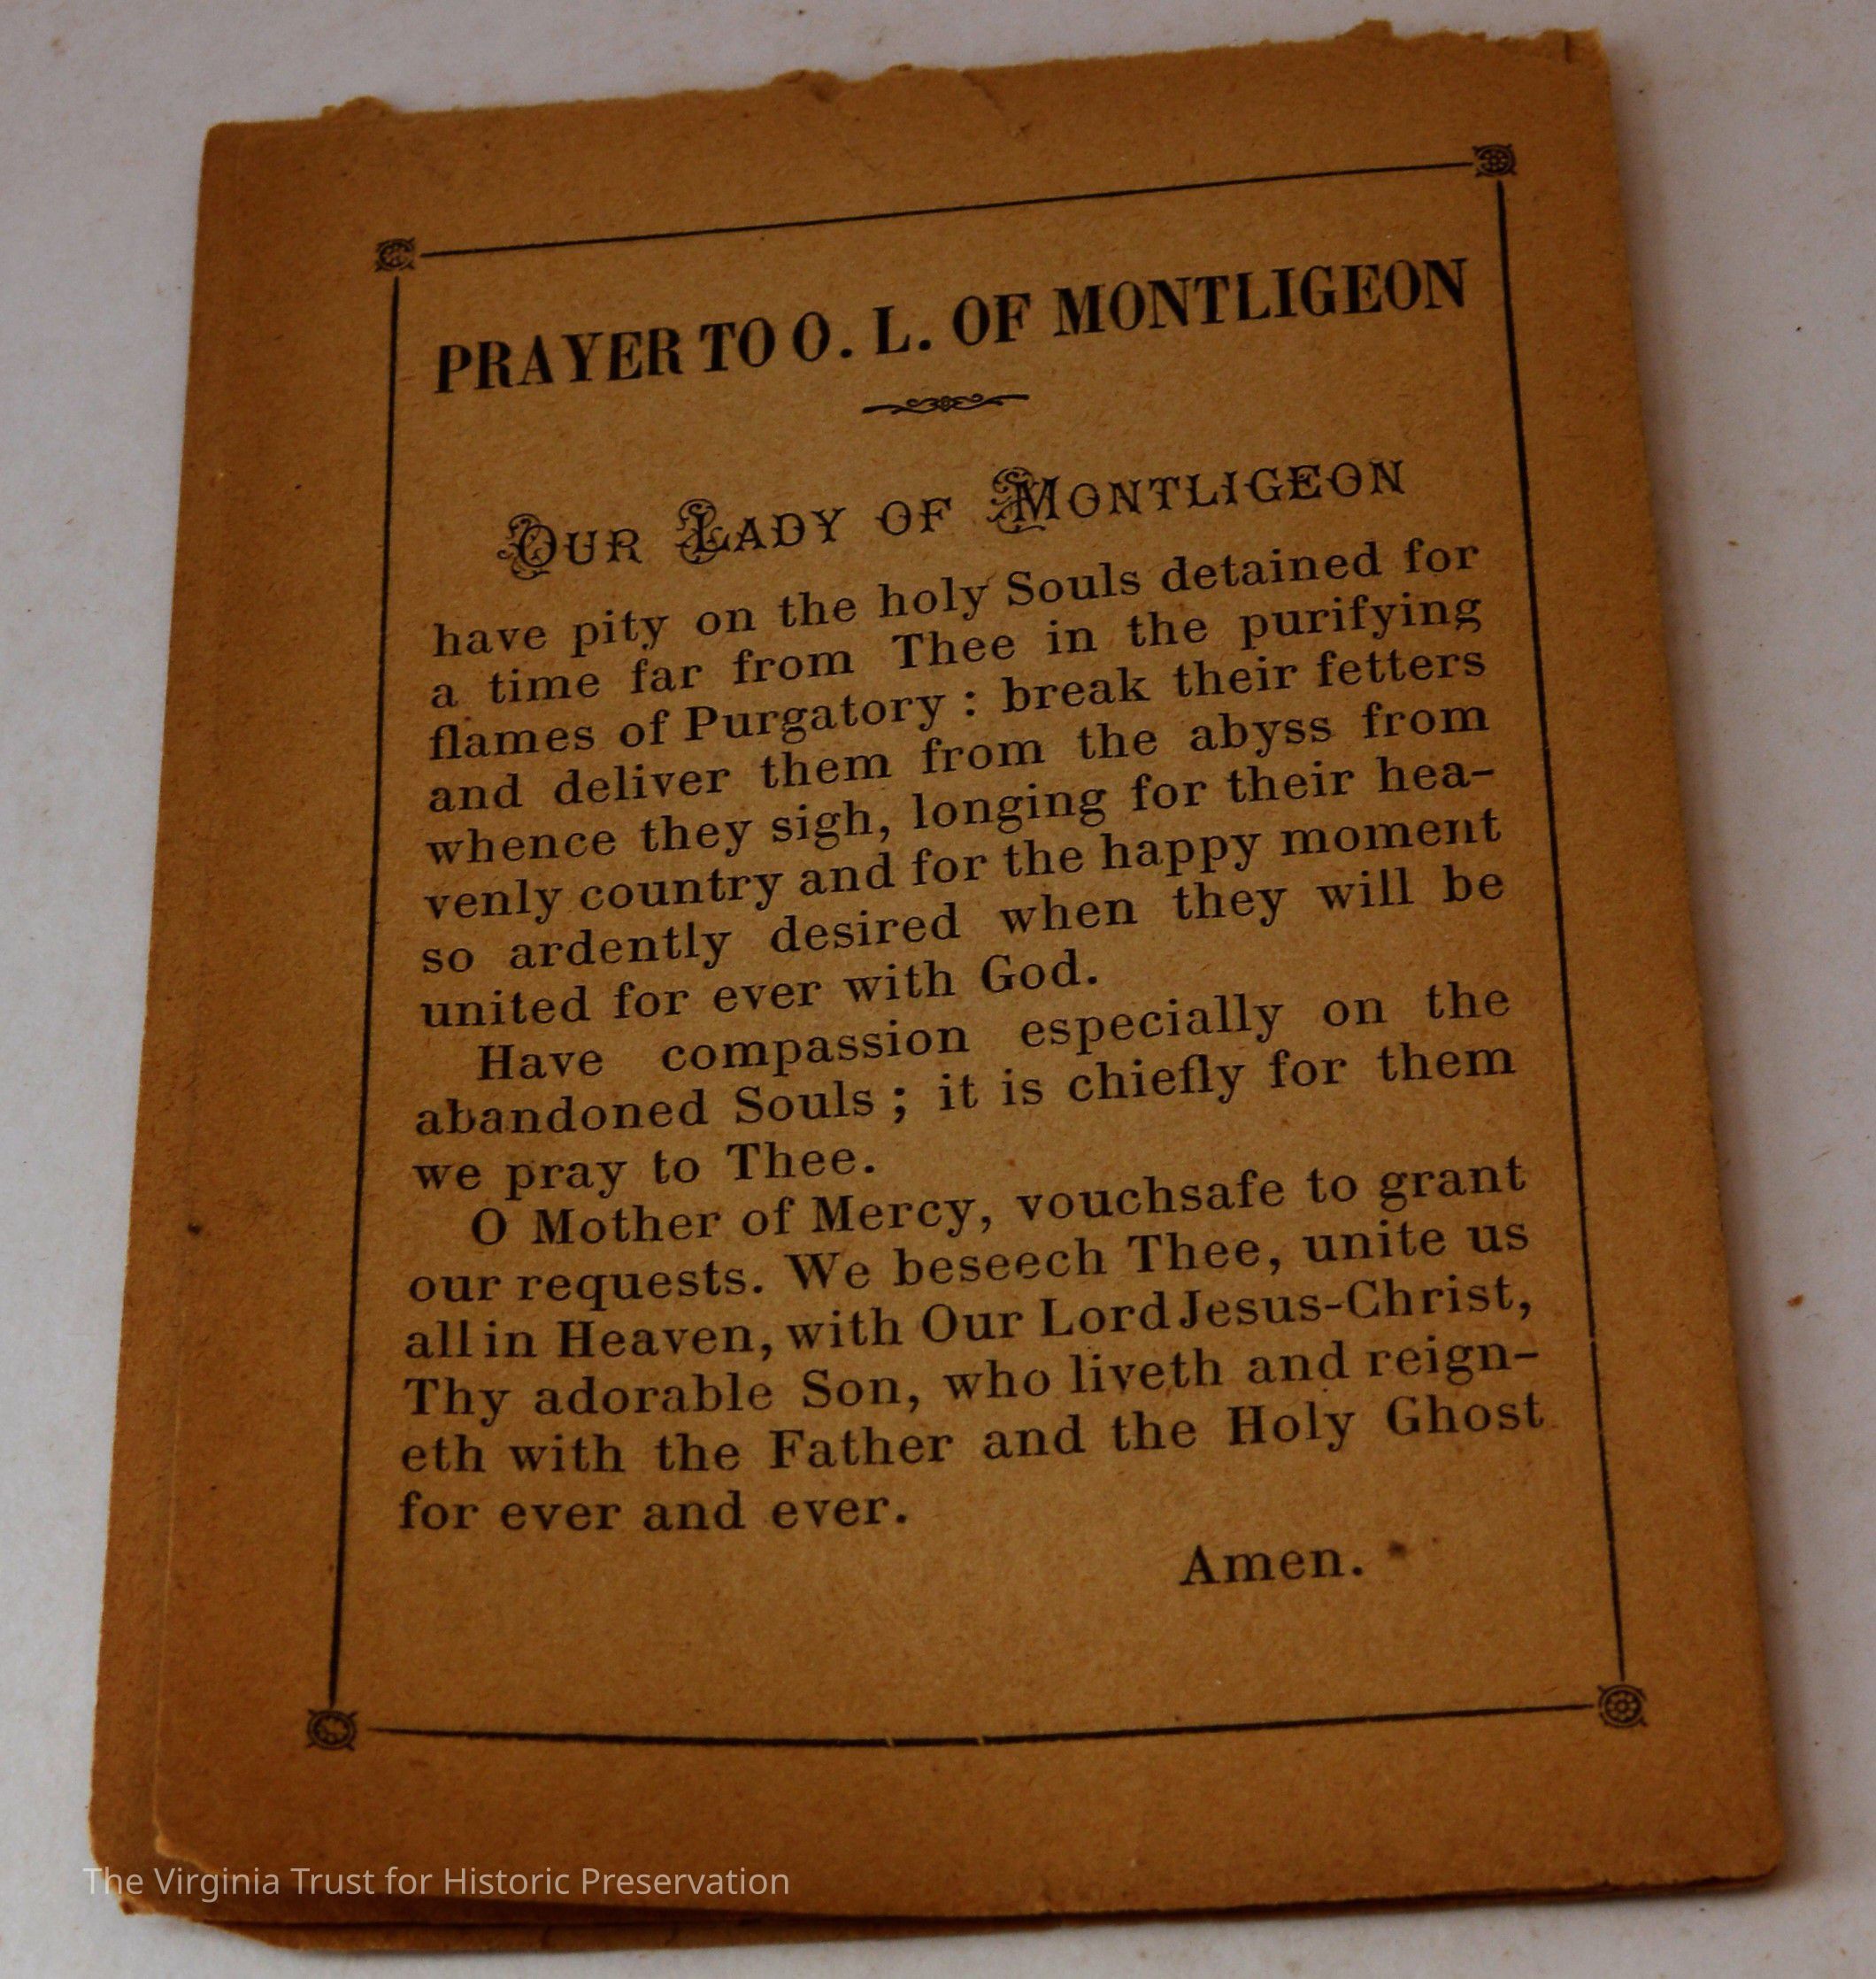 PRAYER TO O. L. OF MONTLIGEON
OUR LADY OF MONTLIGEON
have pity on the holy Souls detained for
a time far from Thee in the purifying
flames of Purgatory : break their fetters
and deliver them from the abyss from
whence they sigh, longing for their hea-
venly country and for the happy moment
so ardently desired when they will be
united for ever with God.
Have compassion especially on the
abandoned Souls ; it is chiefly for them
we pray to Thee.
O Mother of Mercy, vouchsafe to grant
our requests. We beseech Thee, unite us
all in Heaven, with Our Lord Jesus-Christ,
Thy adorable Son, who liveth and reign-
eth with the Father and the Holy Ghost
for ever and ever.
Amen.
The Virginia Trust for Historic Preservation